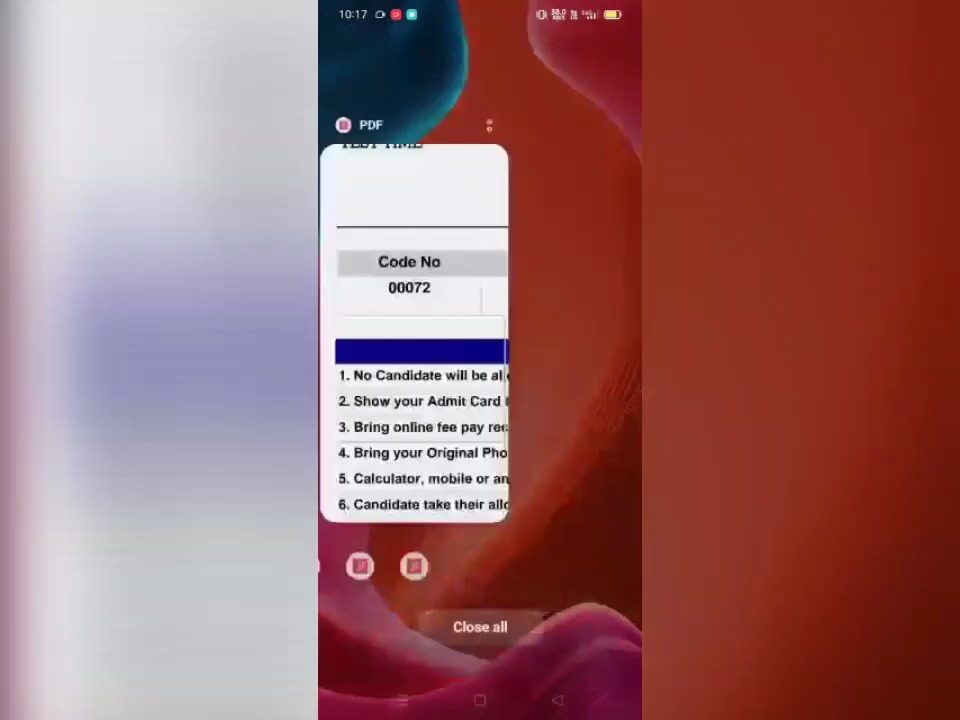 10:17
PDF
TEST TIME
Code No
00072
1. No Candidate will be al
2. Show your Admit Card
3. Bring online fee pay rec
4. Bring your Original Pho
5. Calculator, mobile or an
6. Candidate take their allo
Close all